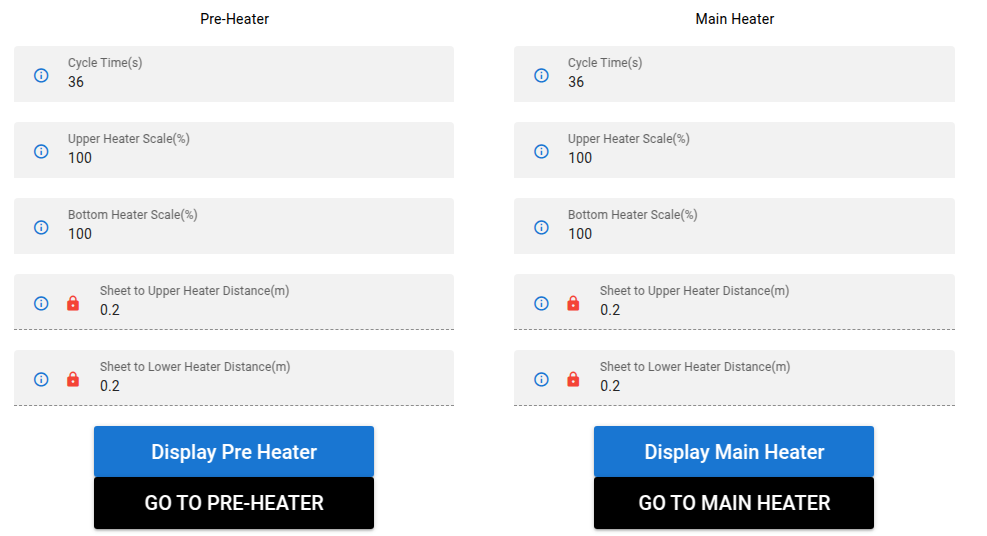 Pre-Heater
Cycle Time(s)
36
Upper Heater Scale(%)
100
Bottom Heater Scale(%)
100
Sheet to Upper Heater Distance(m)
0.2
Sheet to Lower Heater Distance(m)
0.2
Display Pre Heater
GO TO PRE-HEATER
Main Heater
Cycle Time(s)
36
Upper Heater Scale(%)
100
Bottom Heater Scale(%)
100
Sheet to Upper Heater Distance(m)
0.2
Sheet to Lower Heater Distance(m)
0.2
Display Main Heater
GO TO MAIN HEATER